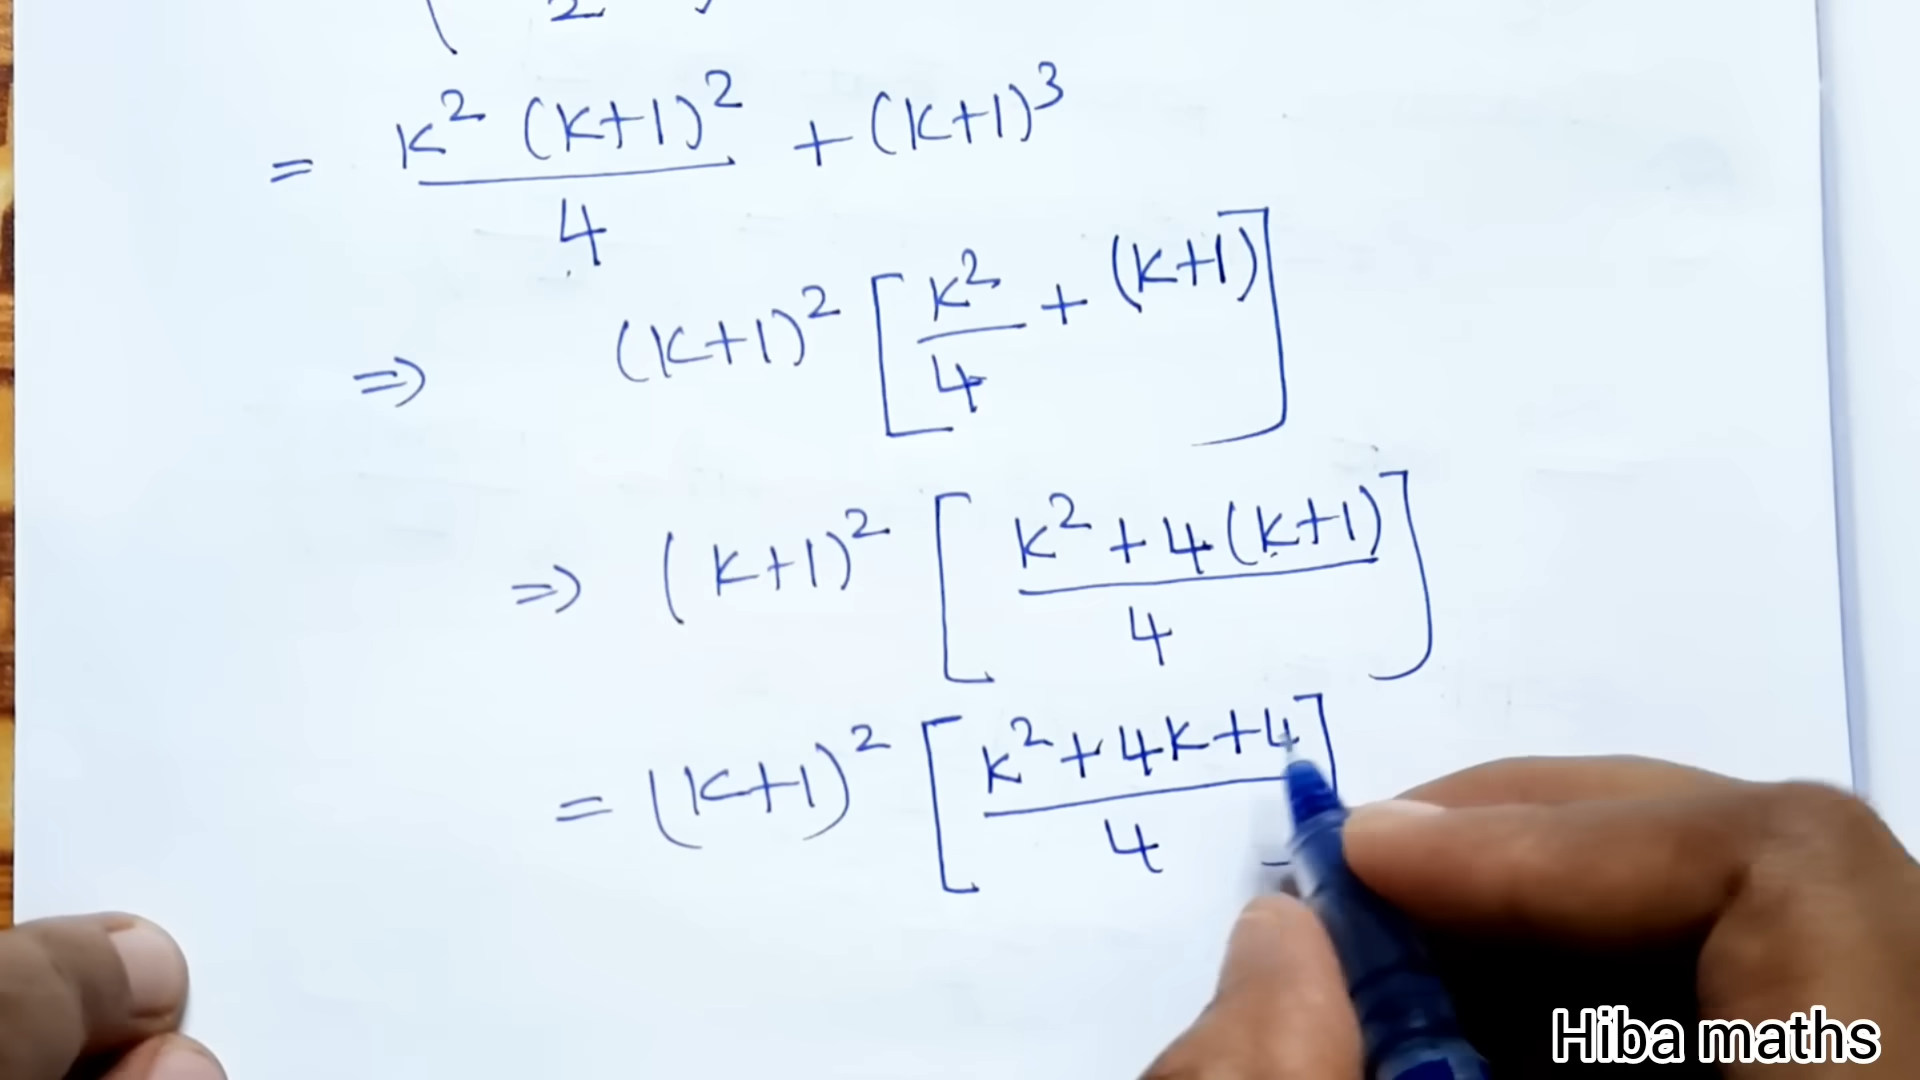 ( 2 )
= k² (k+1)² / 4 + (k+1)³
⇒ (k+1)² [ k² / 4 + (k+1) ]
⇒ (k+1)² [ k² + 4(k+1) / 4 ]
= (k+1)² [ k² + 4k + 4 / 4 ]
Hiba maths